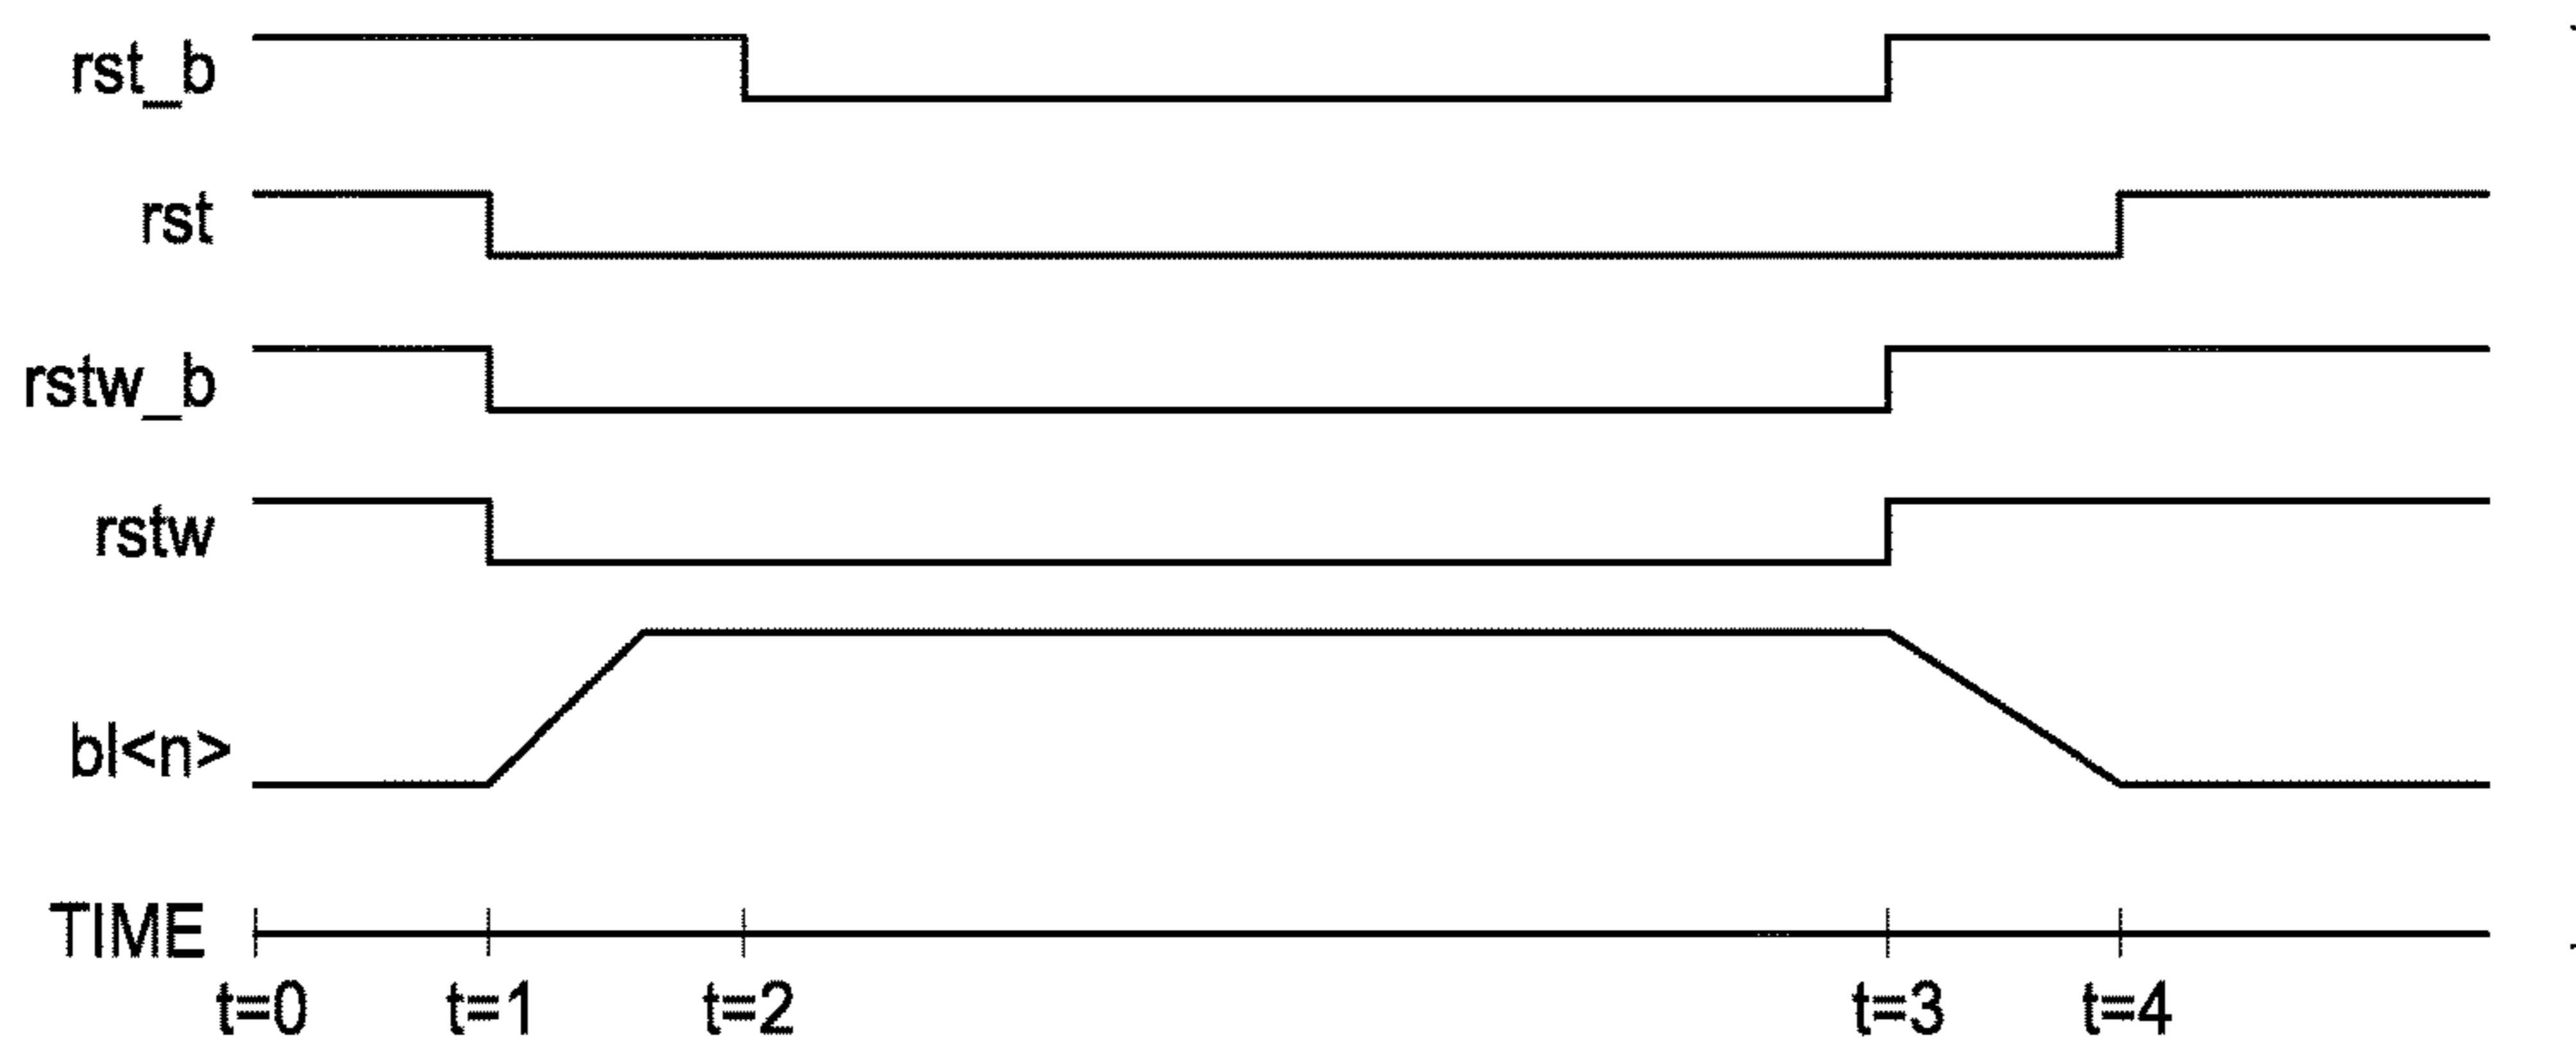 rst_b
rst
rstw_b
rstw
bl<n>
TIME
t=0 t=1 t=2 t=3 t=4